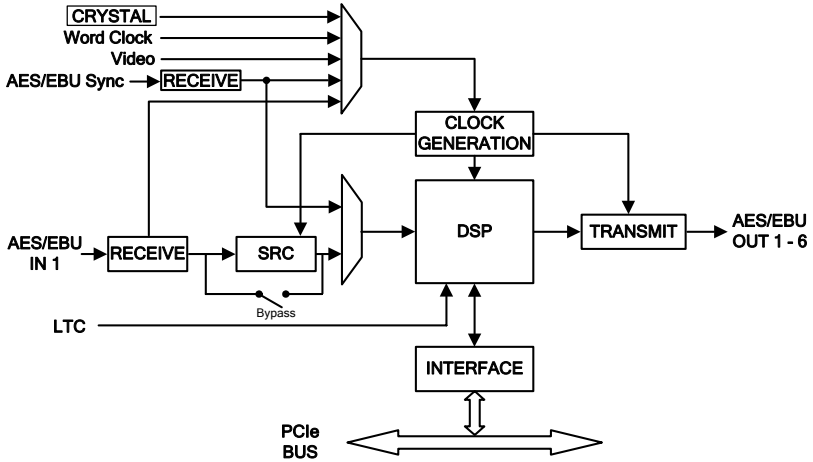 CRYSTAL
Word Clock
Video
AES/EBU Sync
RECEIVE
CLOCK
GENERATION
AES/EBU
IN 1
RECEIVE
SRC
Bypass
DSP
TRANSMIT
AES/EBU
OUT 1 - 6
LTC
INTERFACE
PCIe
BUS